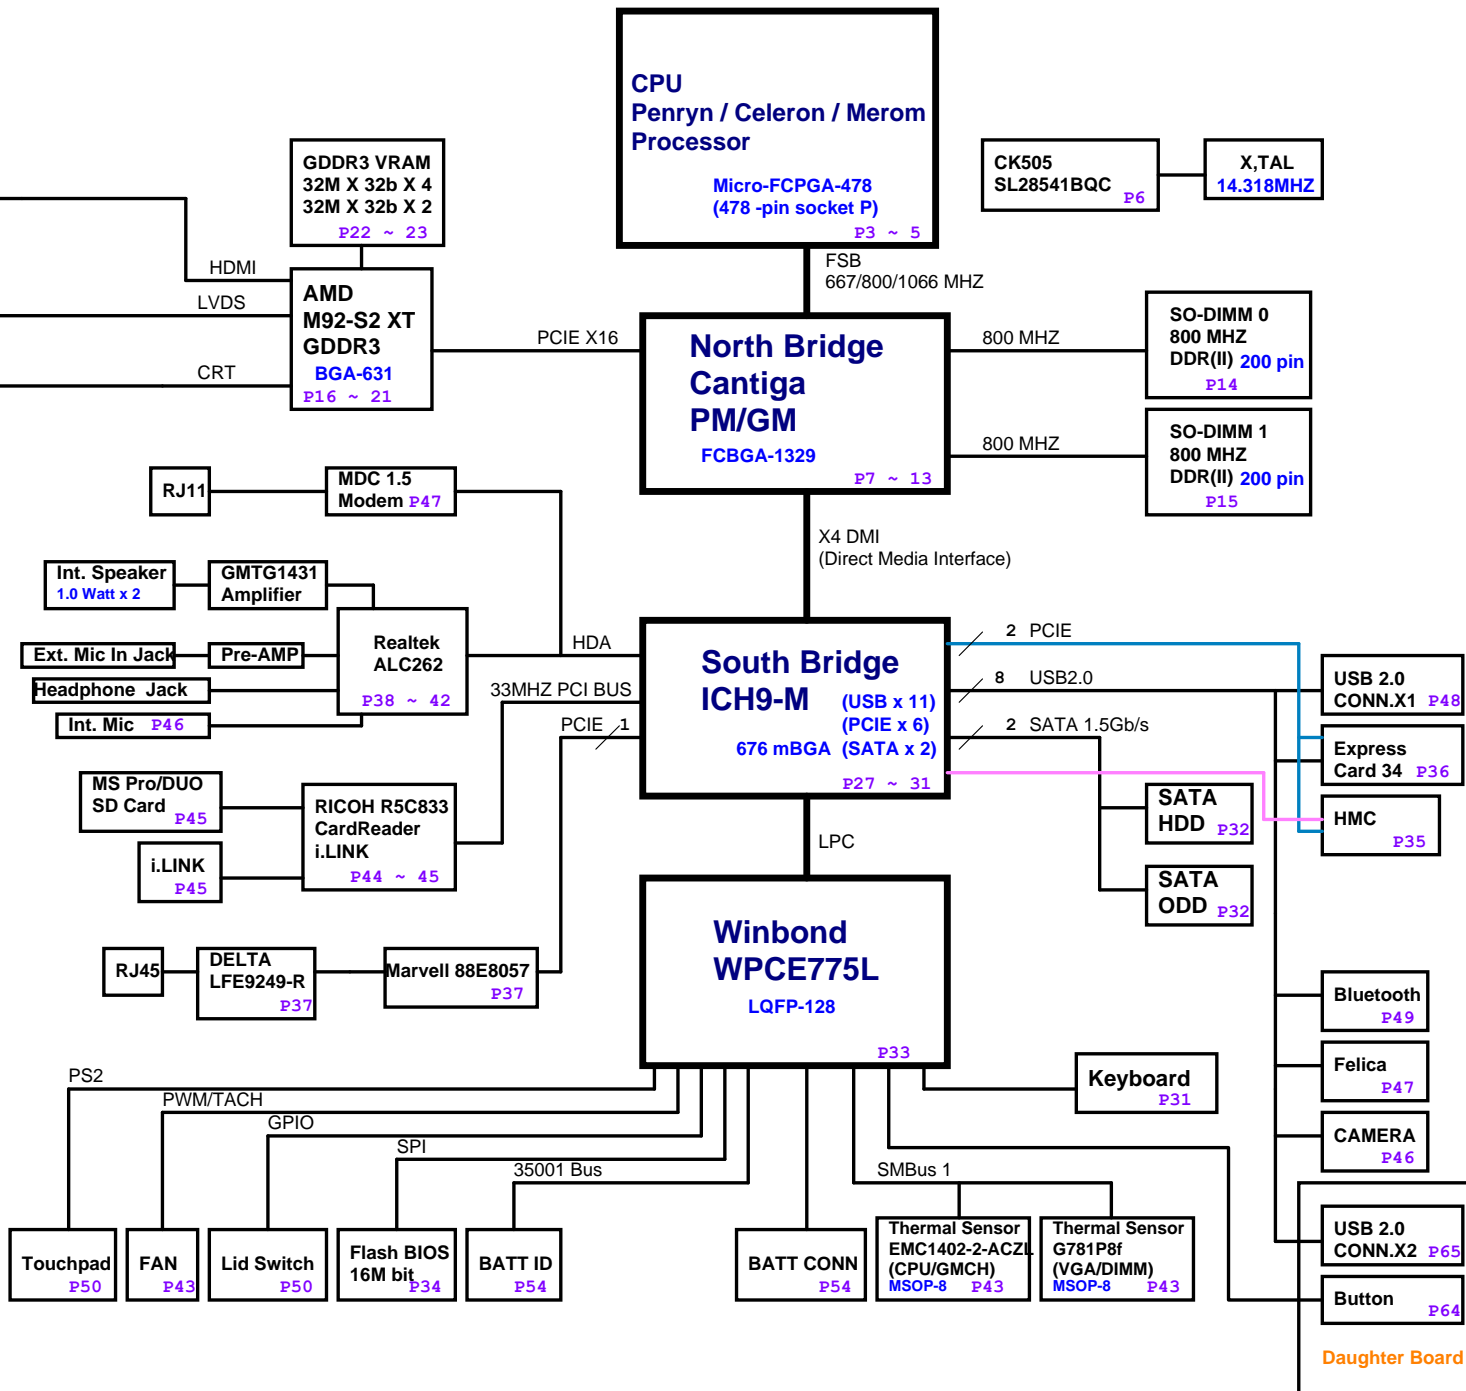 CPU
Penryn / Celeron / Merom
Processor
Micro-FCPGA-478
(478 -pin socket P)
P3 ~ 5
GDDR3 VRAM
32M X 32b X 4
32M X 32b X 2
P22 ~ 23
CK505
SL28541BQC
P6
X,TAL
14.318MHZ
FSB
667/800/1066 MHZ
HDMI
LVDS
CRT
AMD
M92-S2 XT
GDDR3
BGA-631
P16 ~ 21
PCIE X16
North Bridge
Cantiga
PM/GM
FCBGA-1329
P7 ~ 13
800 MHZ
SO-DIMM 0
800 MHZ
DDR(II) 200 pin
P14
800 MHZ
SO-DIMM 1
800 MHZ
DDR(II) 200 pin
P15
RJ11
MDC 1.5
Modem P47
X4 DMI
(Direct Media Interface)
Int. Speaker
1.0 Watt x 2
GMTG1431
Amplifier
Ext. Mic In Jack
Pre-AMP
Headphone Jack
Int. Mic P46
Realtek
ALC262
P38 ~ 42
HDA
33MHZ PCI BUS
PCIE 1
South Bridge
ICH9-M
(USB x 11)
(PCIE x 6)
676 mBGA (SATA x 2)
P27 ~ 31
2 PCIE
8 USB2.0
2 SATA 1.5Gb/s
USB 2.0
CONN.X1 P48
Express
Card 34 P36
HMC
P35
SATA
HDD P32
SATA
ODD P32
MS Pro/DUO
SD Card
P45
i.LINK
P45
RICOH R5C833
CardReader
i.LINK
P44 ~ 45
LPC
RJ45
DELTA
LFE9249-R
P37
Marvell 88E8057
P37
Winbond
WPCE775L
LQFP-128
P33
Bluetooth
P49
Felica
P47
CAMERA
P46
USB 2.0
CONN.X2 P65
Button
P64
Daughter Board
Keyboard
P31
PS2
PWM/TACH
GPIO
SPI
35001 Bus
SMBus 1
Touchpad
P50
FAN
P43
Lid Switch
P50
Flash BIOS
16M bit
P34
BATT ID
P54
BATT CONN
P54
Thermal Sensor
EMC1402-2-ACZL
(CPU/GMCH)
MSOP-8 P43
Thermal Sensor
G781P8f
(VGA/DIMM)
MSOP-8 P43